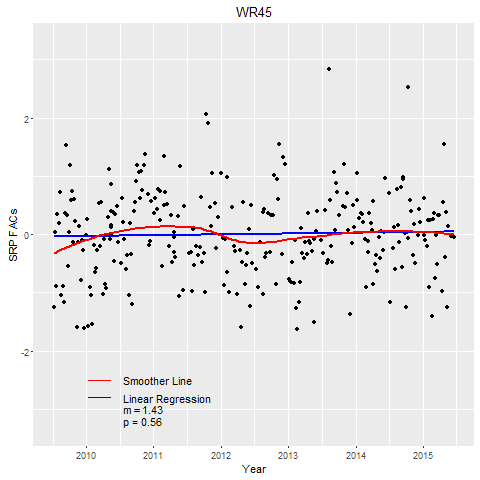 WR45
SRP FACs
2
1
0
-2
2010
2011
2012
2013
2014
2015
Year
Smoother Line
Linear Regression
m = 1.43
p = 0.56